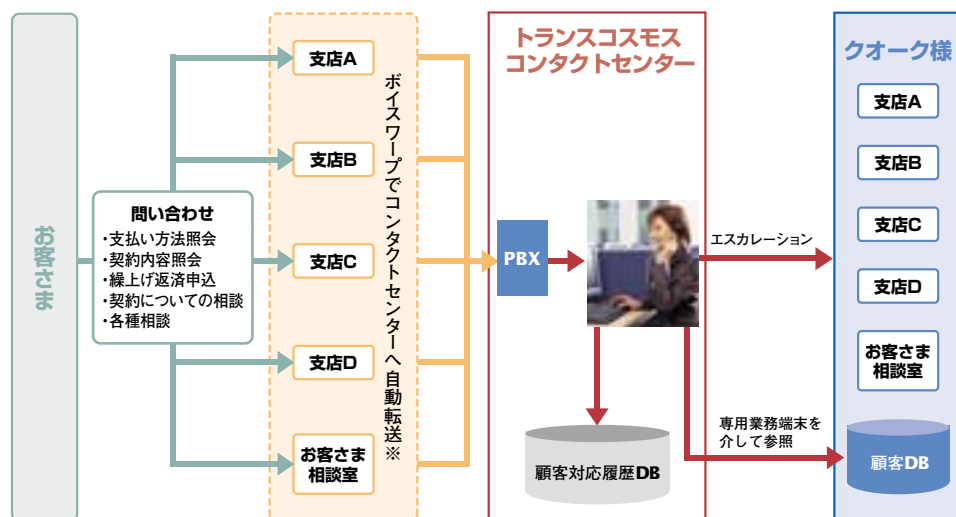 お客さま
問い合わせ
・支払い方法照会
・契約内容照会
・繰上げ返済申込
・契約についての相談
・各種相談
支店A
支店B
支店C
支店D
お客さま
相談室
ボイスワープでコンタクトセンターへ自動転送※
トランスコスモス
コンタクトセンター
PBX
顧客対応履歴DB
エスカレーション
専用業務端末を
介して参照
クオーク様
支店A
支店B
支店C
支店D
お客さま
相談室
顧客DB